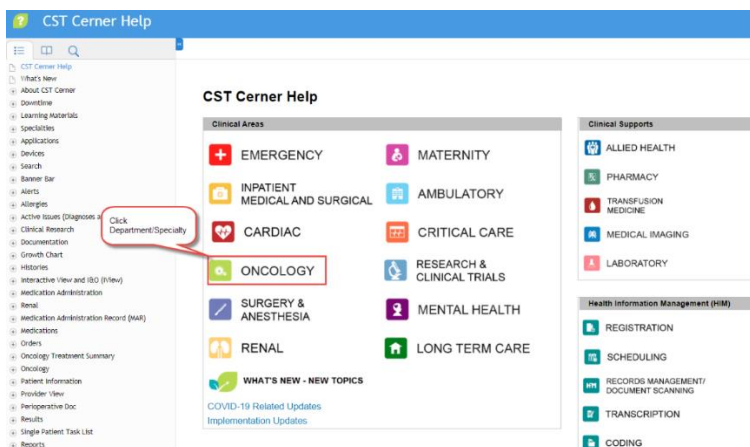 CST Cerner Help
CST Cerner Help
What's New
About CST Cerner
Downtime
Learning Materials
Specialties
Applications
Devices
Search
Banner Bar
Alerts
Allergies
Active Issues (Diagnoses a
Clinical Research
Documentation
Growth Chart
Histories
Interactive View and I&O (iView)
Medication Administration
Renal
Medication Administration Record (MAR)
Medications
Orders
Oncology Treatment Summary
Oncology
Patient Information
Provider View
Perioperative Doc
Results
Single Patient Task List
Reports
Click
Department/Specialty
CST Cerner Help
Clinical Areas
EMERGENCY
MATERNITY
INPATIENT
MEDICAL AND SURGICAL
AMBULATORY
CARDIAC
CRITICAL CARE
ONCOLOGY
RESEARCH &
CLINICAL TRIALS
SURGERY &
ANESTHESIA
MENTAL HEALTH
RENAL
LONG TERM CARE
WHAT'S NEW - NEW TOPICS
COVID-19 Related Updates
Implementation Updates
Clinical Supports
ALLIED HEALTH
PHARMACY
TRANSFUSION
MEDICINE
MEDICAL IMAGING
LABORATORY
Health Information Management (HIM)
REGISTRATION
SCHEDULING
RECORDS MANAGEMENT/
DOCUMENT SCANNING
TRANSCRIPTION
CODING